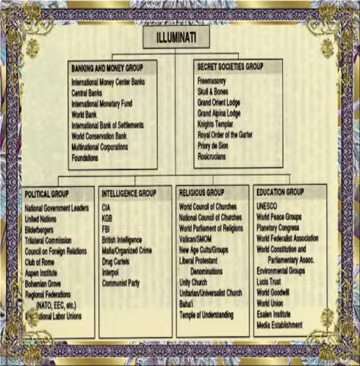 ILLUMINATI
BANKING AND MONEY GROUP
International Money Center Banks
Central Banks
International Monetary Fund
World Bank
International Bank of Settlements
World Conservation Bank
Multinational Corporations
Foundations
SECRET SOCIETIES GROUP
Freemasonry
Skull & Bones
Grand Orient Lodge
Grand Alpina Lodge
Knights Templar
Royal Order of the Garter
Priory de Sion
Rosicrucians
POLITICAL GROUP
National Government Leaders
United Nations
Bilderbergers
Trilateral Commission
Council on Foreign Relations
Club of Rome
Aspen Institute
Bohemian Grove
Regional Federations
(NATO, EEC, etc.)
Labor Unions
INTELLIGENCE GROUP
CIA
KGB
FBI
British Intelligence
Mafia/Organized Crime
Drug Cartels
Interpol
Communist Party
RELIGIOUS GROUP
World Council of Churches
National Council of Churches
World Parliament of Religions
Vatican/SMOM
New Age Cults/Groups
Liberal Protestant
Denominations
Unity Church
Unitarian/Universalist Church
Baha'i
Temple of Understanding
EDUCATION GROUP
UNESCO
World Peace Groups
Planetary Congress
World Federalist Association
World Constitution and
Parliamentary Assoc.
Environmental Groups
Lucis Trust
World Goodwill
World Union
Esalen Institute
Media Establishment